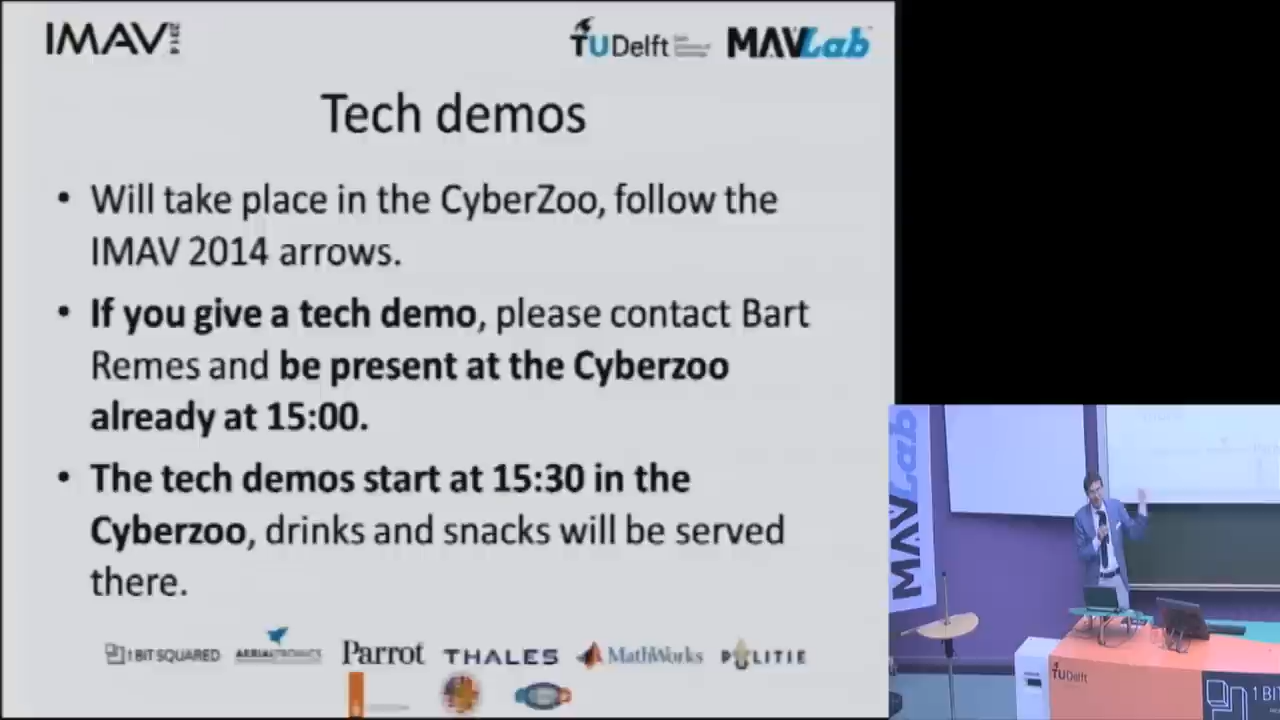 IMAV 2014
TUDelft
MAVLab
Tech demos
• Will take place in the CyberZoo, follow the
IMAV 2014 arrows.
• If you give a tech demo, please contact Bart
Remes and be present at the Cyberzoo
already at 15:00.
• The tech demos start at 15:30 in the
Cyberzoo, drinks and snacks will be served
there.
1 BIT SQUARED
AERIALTRONICS
Parrot
THALES
MathWorks
POLITIE
MAVLab
TUDelft
1 BI